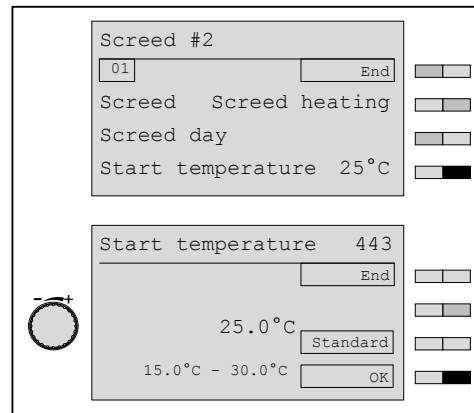 Screed #2
01 End
Screed Screed heating
Screed day
Start temperature 25°C
Start temperature 443
End
- +
25.0°C
Standard
15.0°C - 30.0°C OK